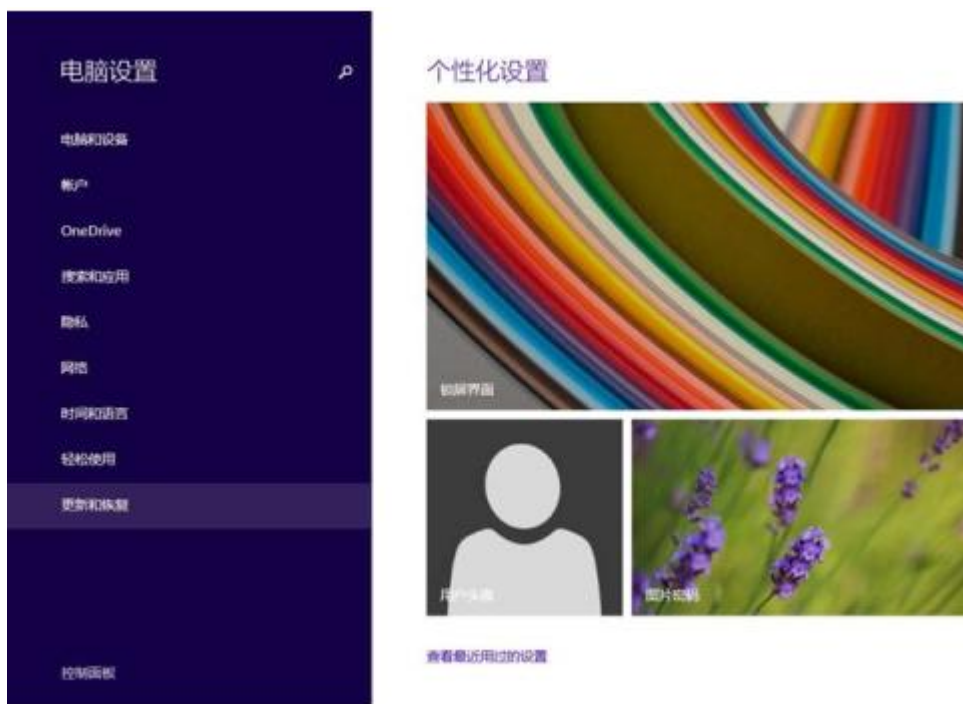 电脑设置
电脑和设备
帐户
OneDrive
搜索和应用
隐私
网络
时间和语言
轻松使用
更新和恢复
控制面板
个性化设置
锁屏界面
用户头像
图片密码
查看最近用过的设置